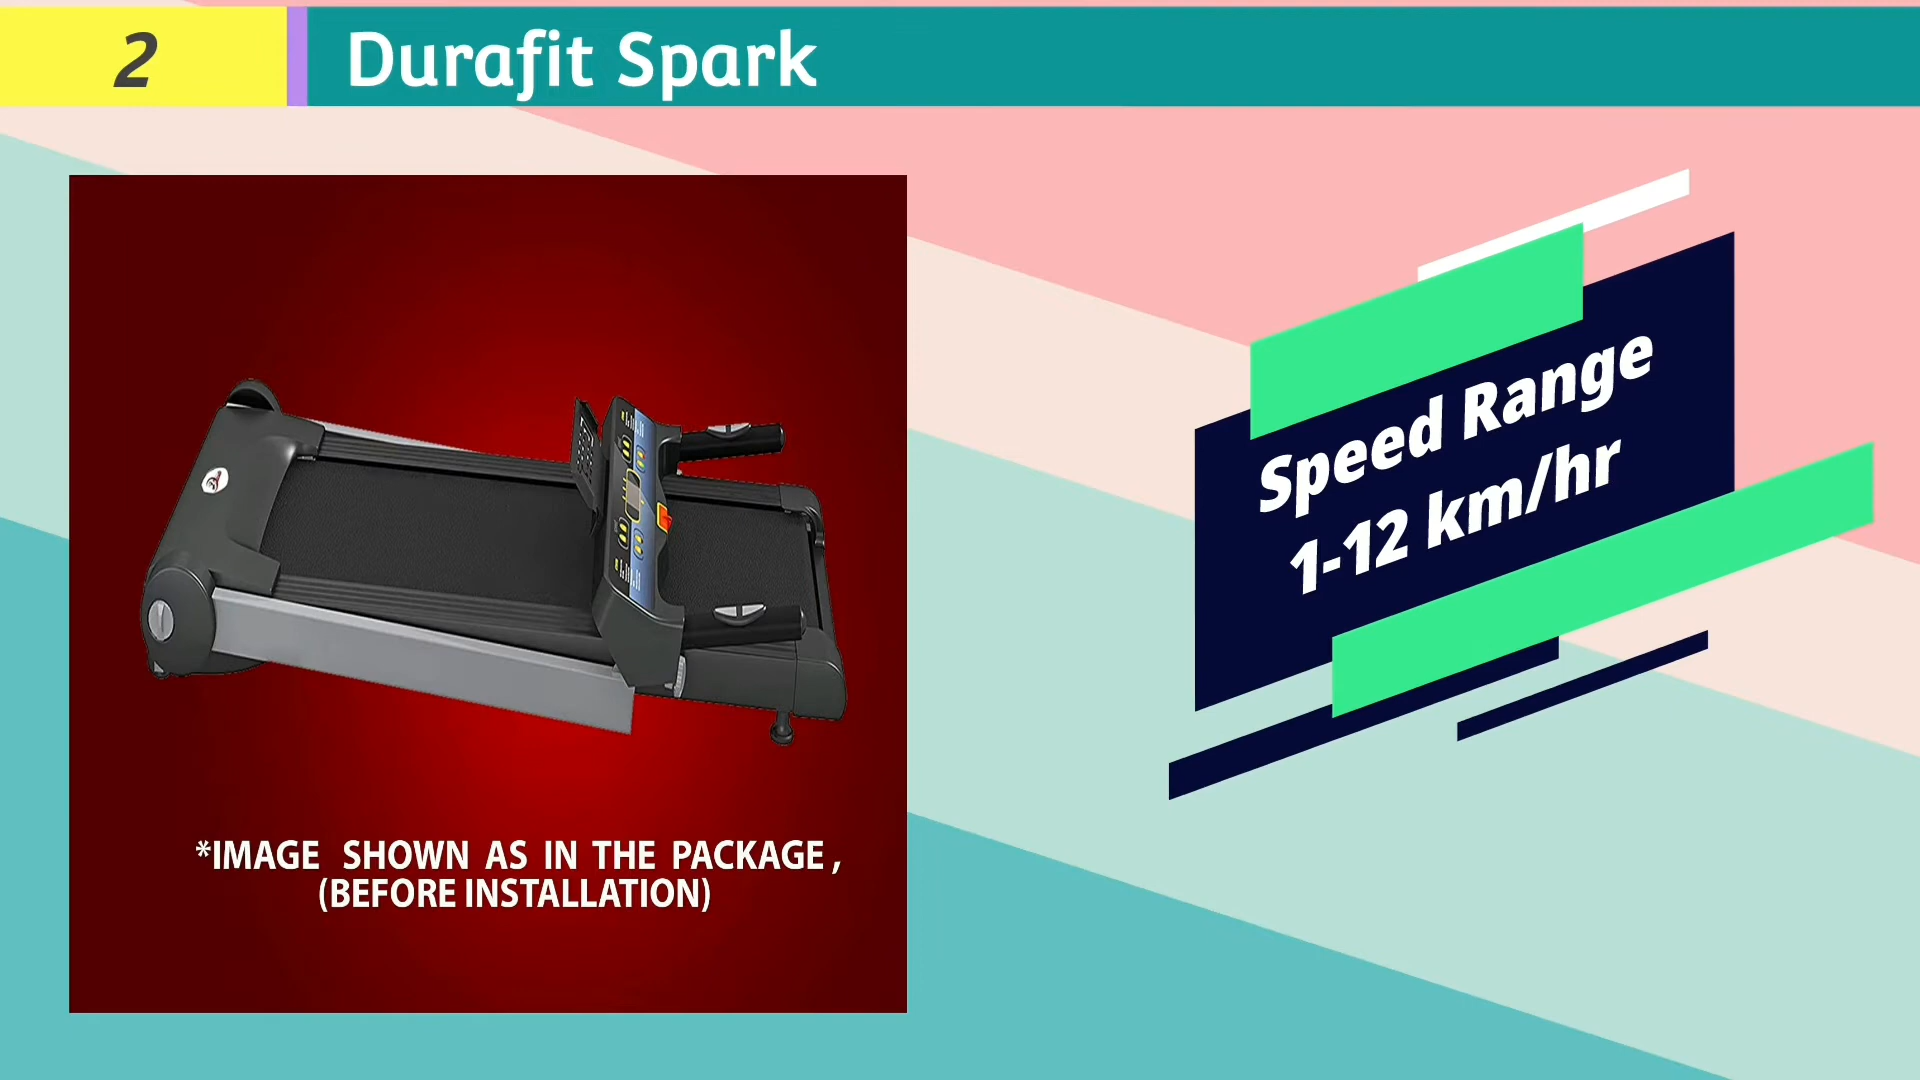 2
Durafit Spark
Speed Range
1-12 km/hr
*IMAGE SHOWN AS IN THE PACKAGE,
(BEFORE INSTALLATION)